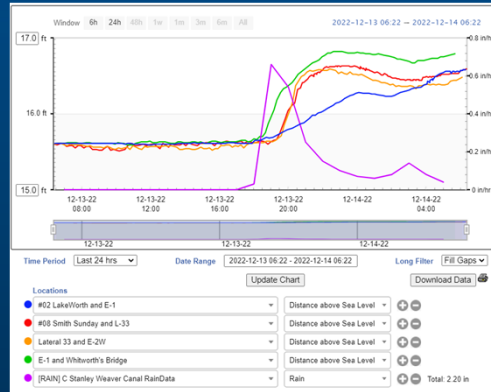 Window 6h 24h 48h 1w 1m 3m 6m All 2022-12-13 06:22 → 2022-12-14 06:22
17.0 ft 0.8 in/hr
0.6 in/hr
16.0 ft 0.4 in/hr
0.2 in/hr
15.0 ft 0 in/hr
12-13-22 12-13-22 12-13-22 12-13-22 12-14-22 12-14-22
08:00 12:00 16:00 20:00 00:00 04:00
12-13-22 12-13-22 12-14-22
Time Period Last 24 hrs Date Range 2022-12-13 06:22 - 2022-12-14 06:22 Long Filter Fill Gaps
Update Chart Download Data
Locations
#02 LakeWorth and E-1 Distance above Sea Level
#08 Smith Sunday and L-33 Distance above Sea Level
Lateral 33 and E-2W Distance above Sea Level
E-1 and Whitworth's Bridge Distance above Sea Level
[RAIN] C Stanley Weaver Canal RainData Rain Total: 2.20 in